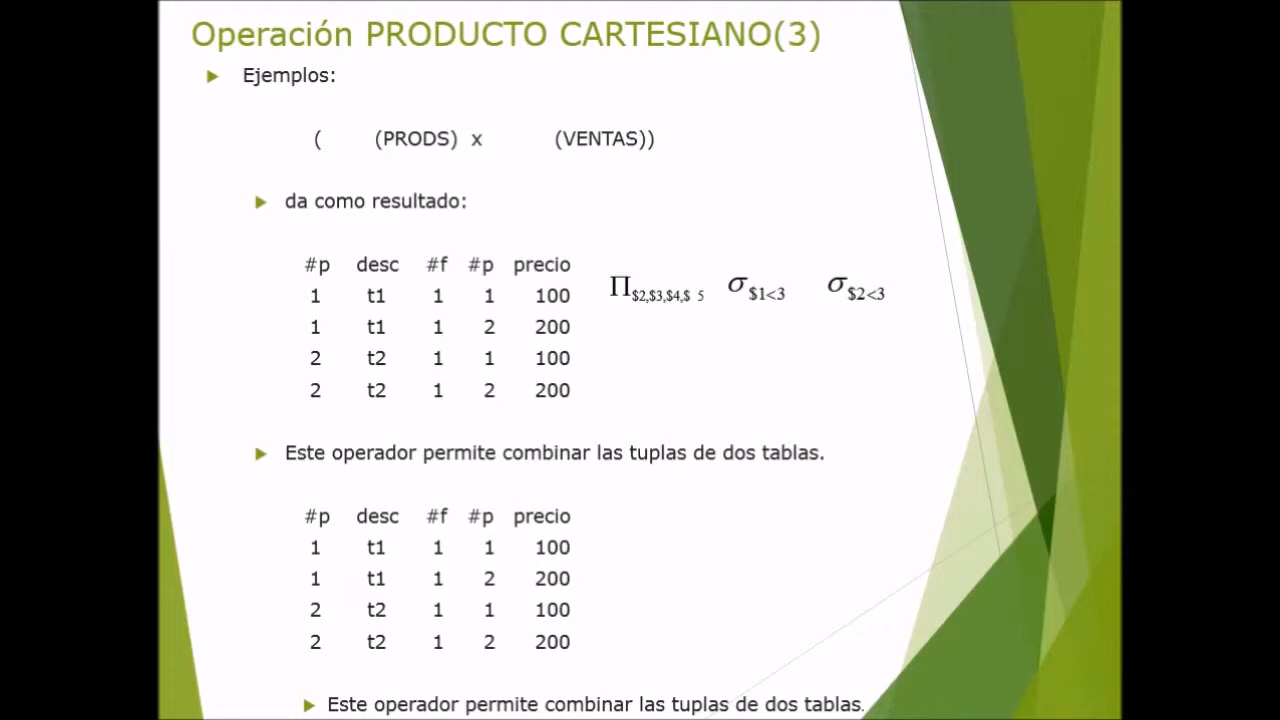 Operación PRODUCTO CARTESIANO(3)
Ejemplos:
( (PRODS) x (VENTAS))
da como resultado:
#p desc #f #p precio
1 t1 1 1 100
1 t1 1 2 200
2 t2 1 1 100
2 t2 1 2 200
∏$2,$3,$4,$ 5 σ$1<3 σ$2<3
Este operador permite combinar las tuplas de dos tablas.
#p desc #f #p precio
1 t1 1 1 100
1 t1 1 2 200
2 t2 1 1 100
2 t2 1 2 200
Este operador permite combinar las tuplas de dos tablas.